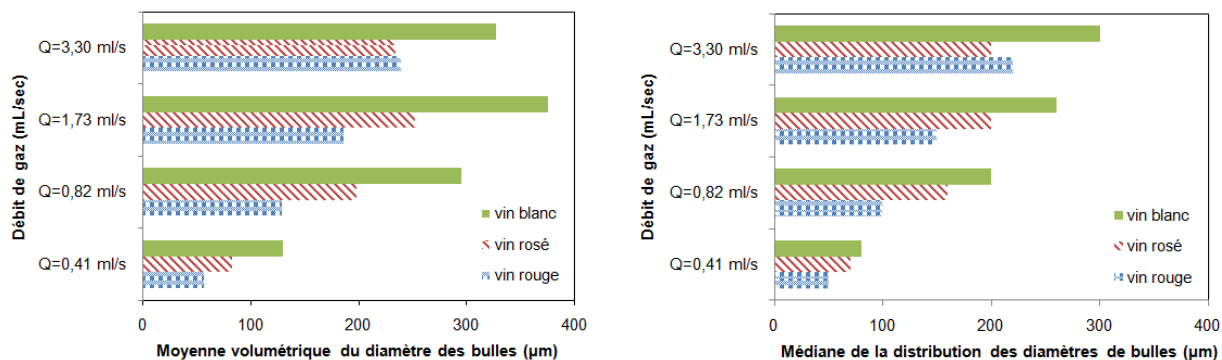 Débit de gaz (mL/sec)
Q=3,30 ml/s
Q=1,73 ml/s
Q=0,82 ml/s
Q=0,41 ml/s
vin blanc
vin rosé
vin rouge
0 100 200 300 400
Moyenne volumétrique du diamètre des bulles (µm)
Débit de gaz (mL/sec)
Q=3,30 ml/s
Q=1,73 ml/s
Q=0,82 ml/s
Q=0,41 ml/s
vin blanc
vin rosé
vin rouge
0 100 200 300 400
Médiane de la distribution des diamètres de bulles (µm)